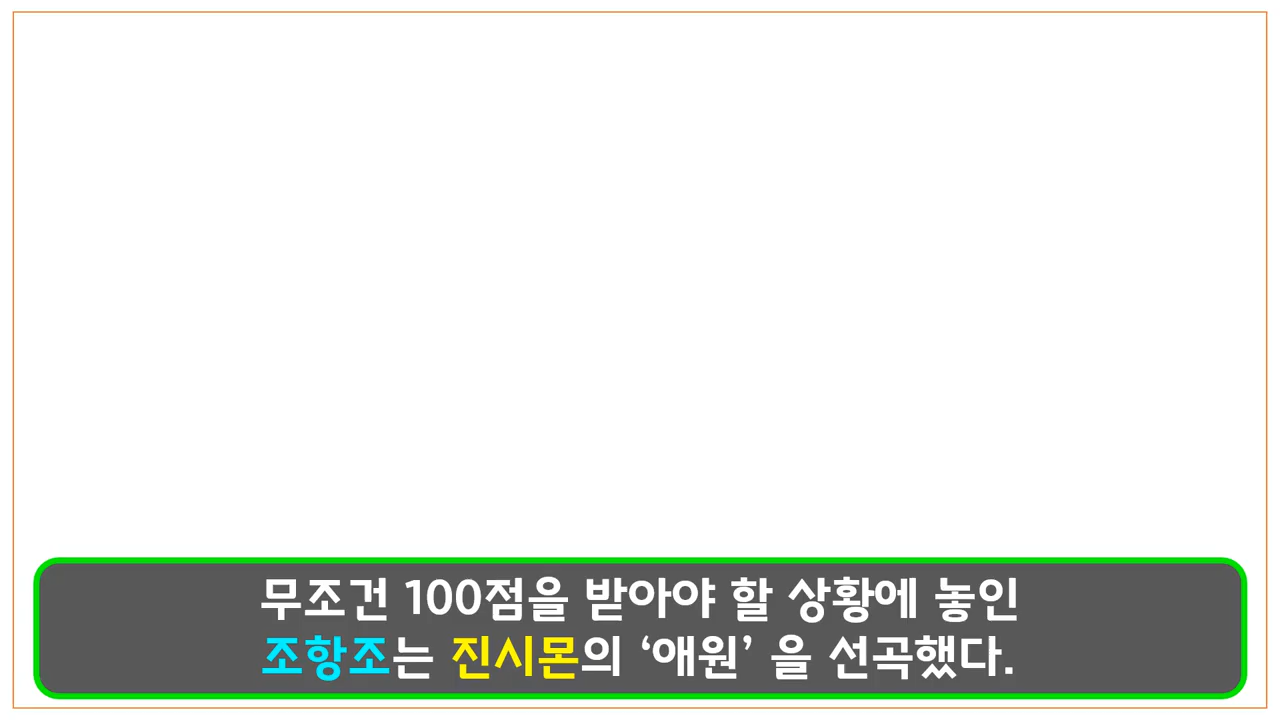 무조건 100점을 받아야 할 상황에 놓인
조항조는 진시몬의 ‘애원’ 을 선곡했다.